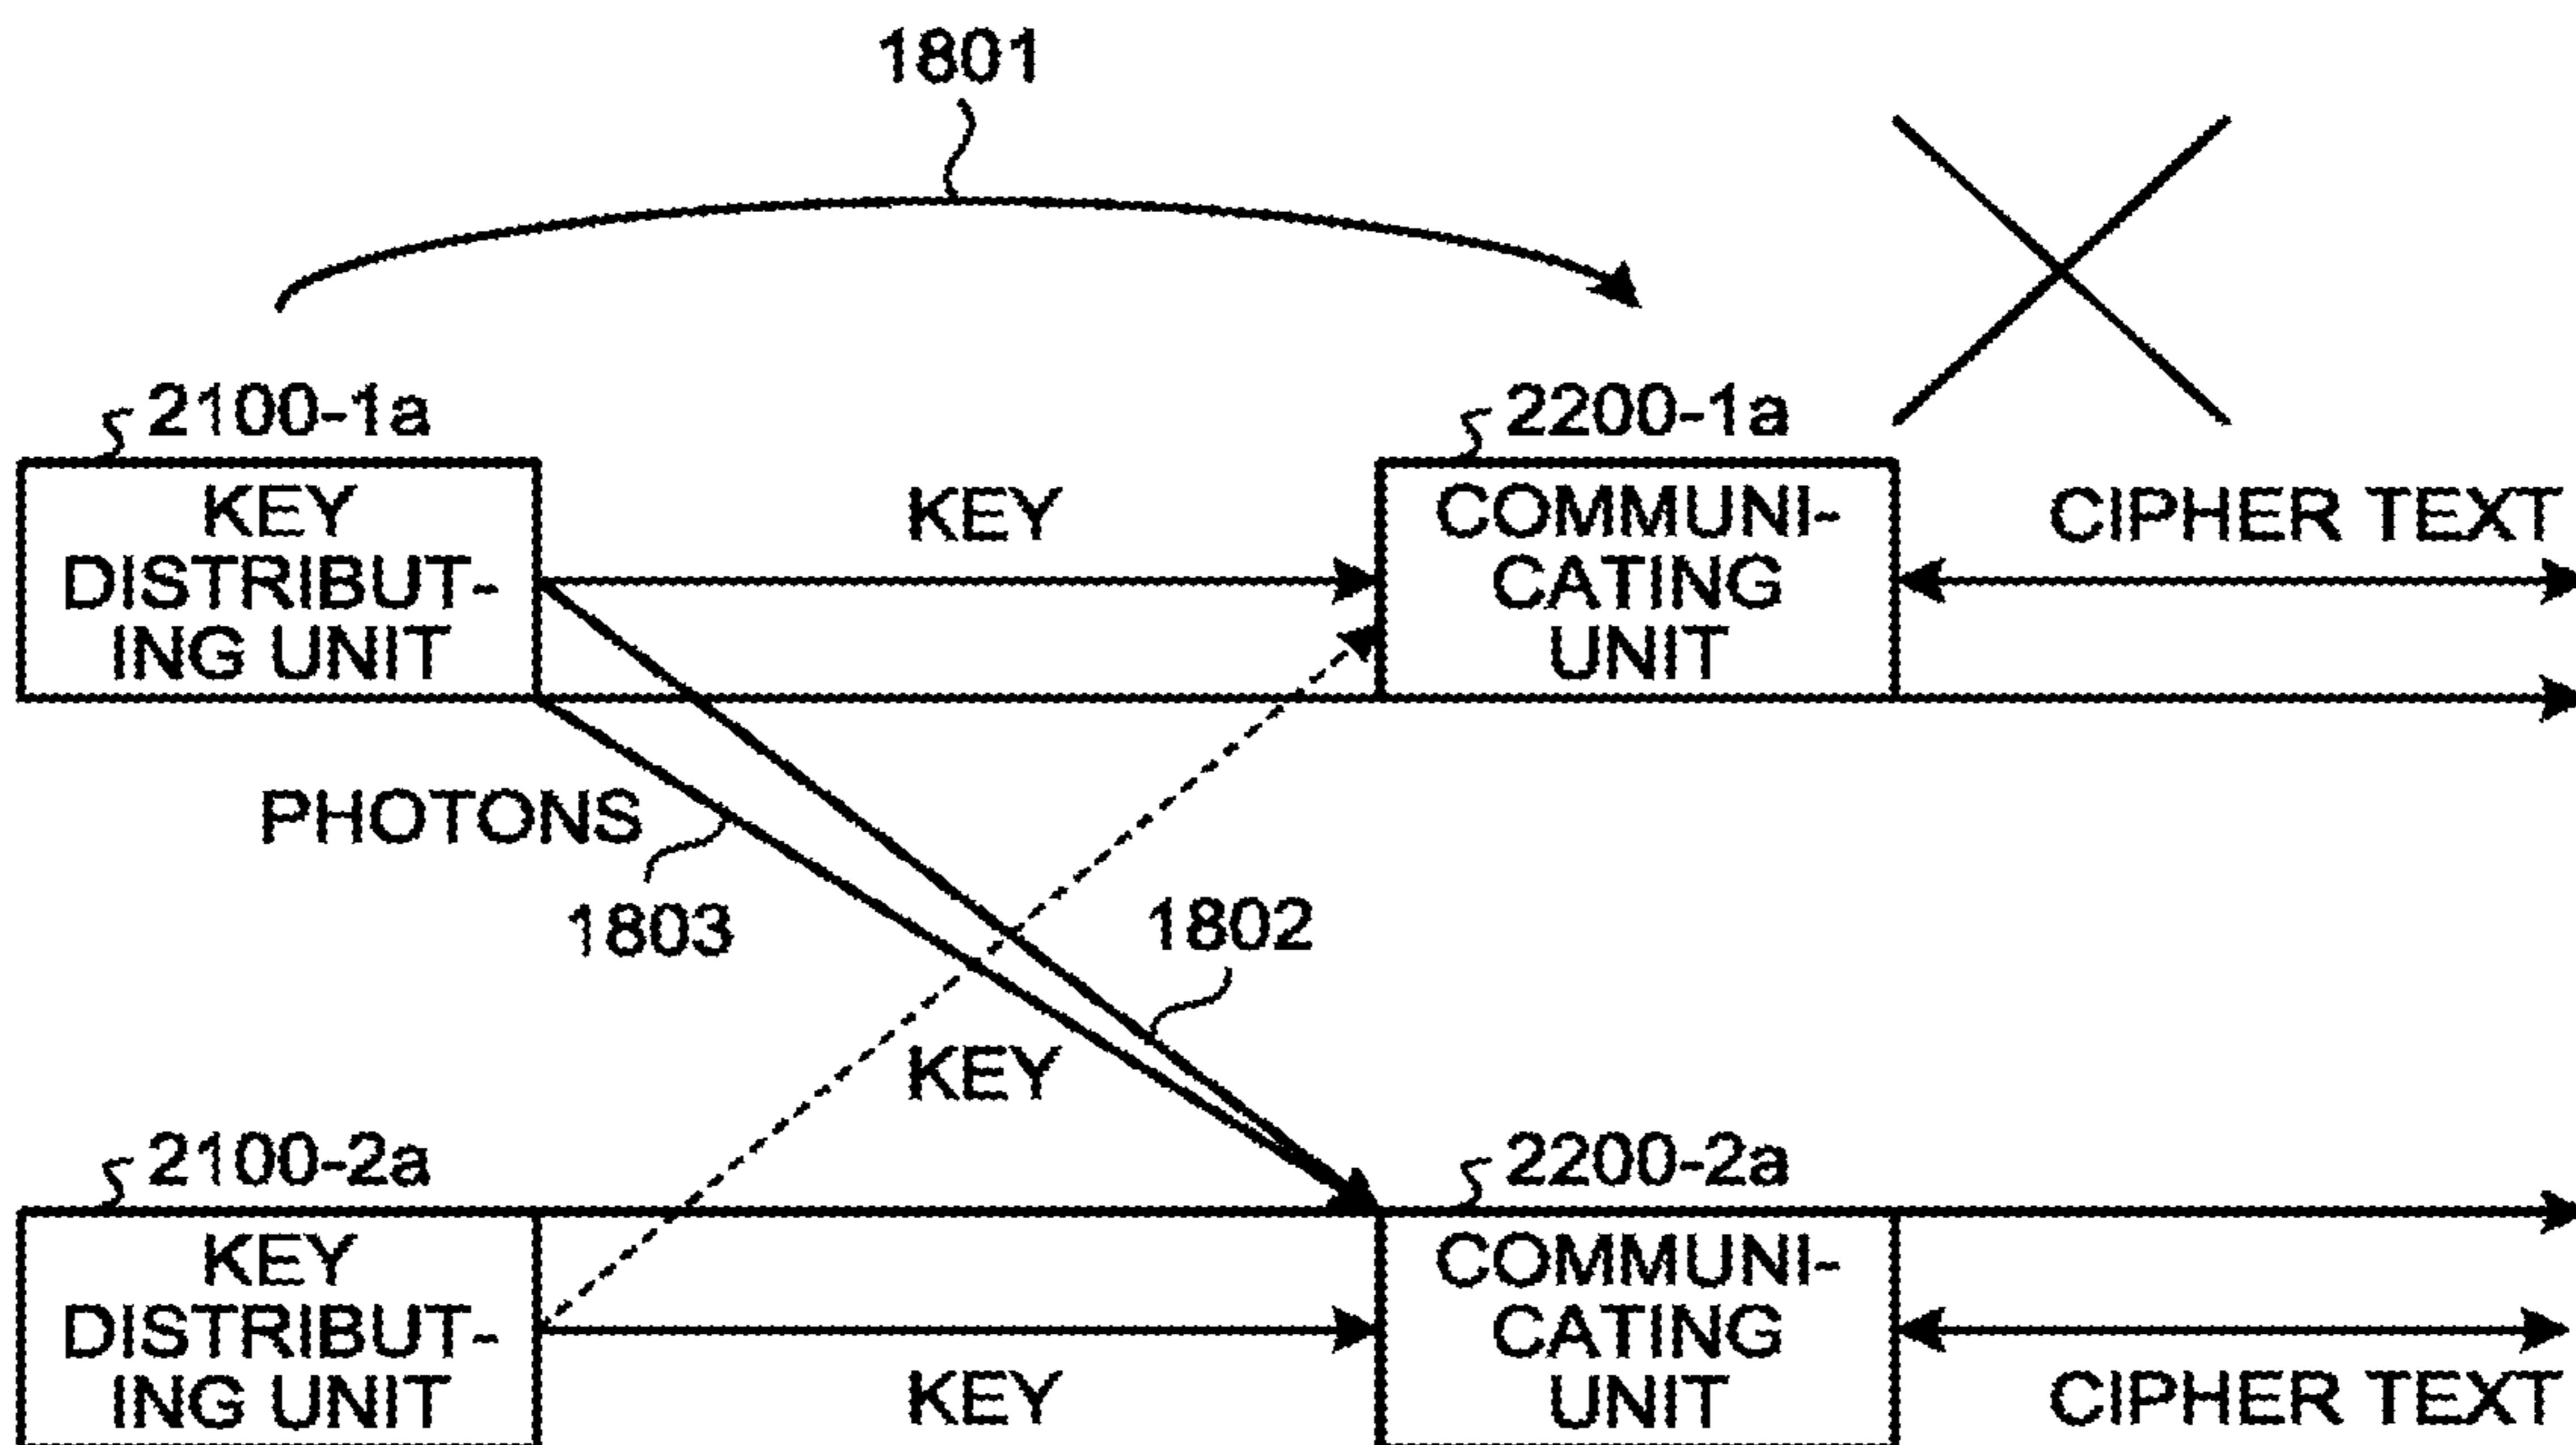 1801
2100-1a
2200-1a
KEY
DISTRIBUT-
ING UNIT
KEY
COMMUNI-
CATING
UNIT
CIPHER TEXT
PHOTONS
1803
1802
KEY
2100-2a
2200-2a
KEY
DISTRIBUT-
ING UNIT
KEY
COMMUNI-
CATING
UNIT
CIPHER TEXT